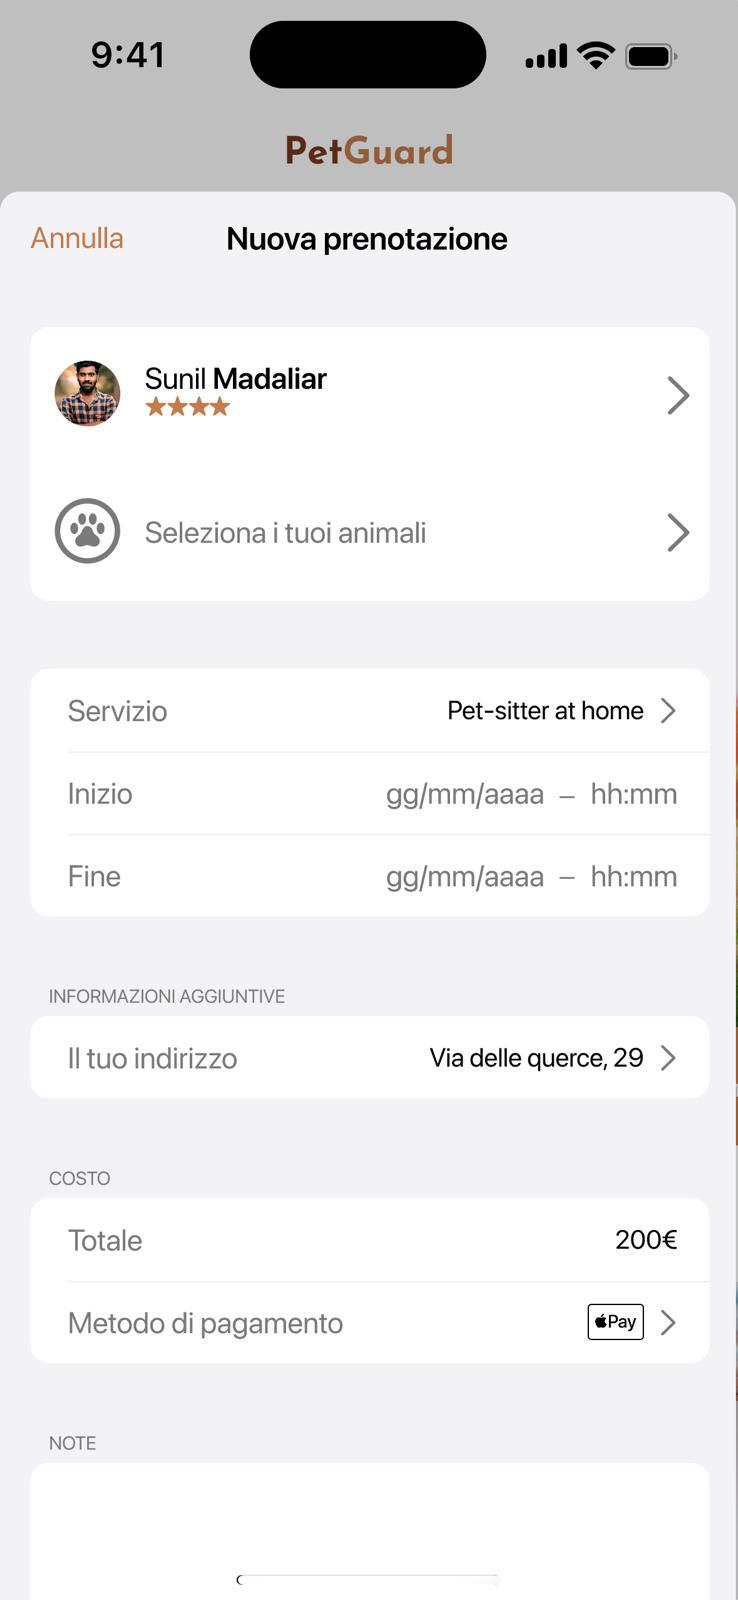 9:41
PetGuard
Annulla
Nuova prenotazione
Sunil Madaliar
Seleziona i tuoi animali
Servizio Pet-sitter at home
Inizio gg/mm/aaaa – hh:mm
Fine gg/mm/aaaa – hh:mm
INFORMAZIONI AGGIUNTIVE
Il tuo indirizzo Via delle querce, 29
COSTO
Totale 200€
Metodo di pagamento Pay
NOTE